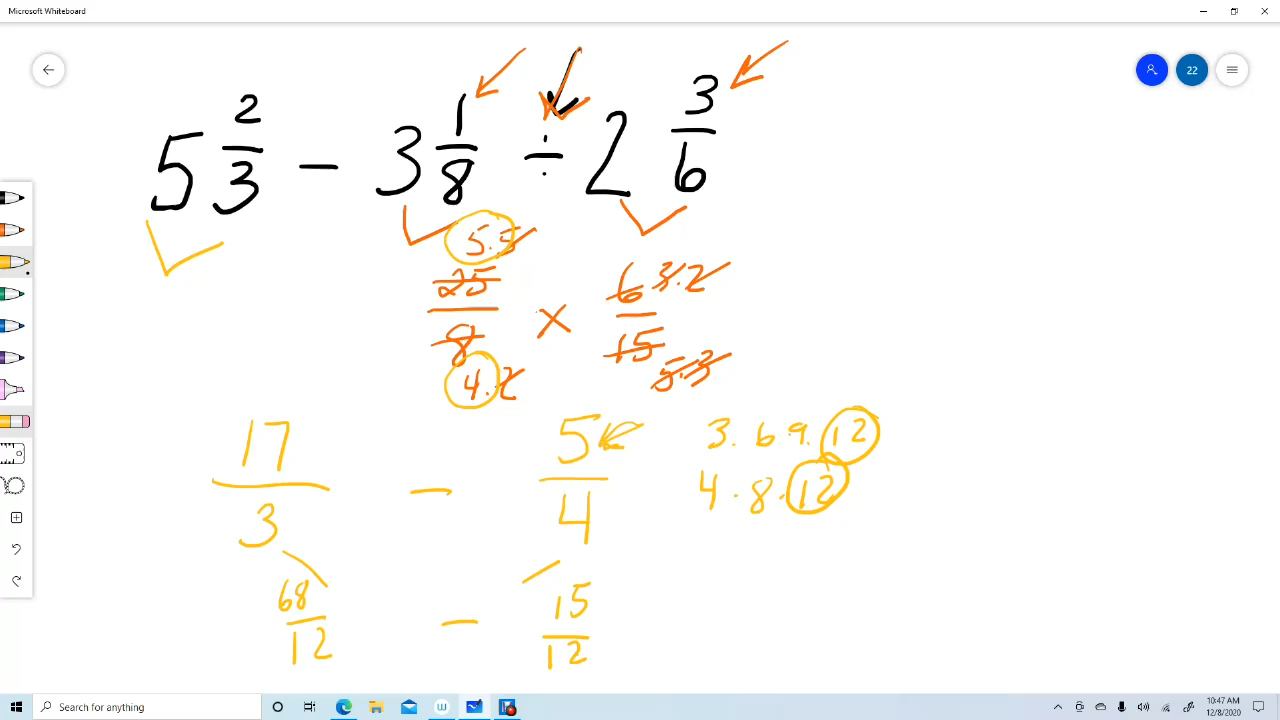 Microsoft Whiteboard
22
5 2/3 − 3 1/8 ÷ 2 3/6
5.5
25/8 × 6/15
3.2
4.2
5.3
17/3 − 5/4
3. 6. 9. 12
4. 8. 12
68/12 − 15/12
Search for anything
10:47 AM
12/8/2020